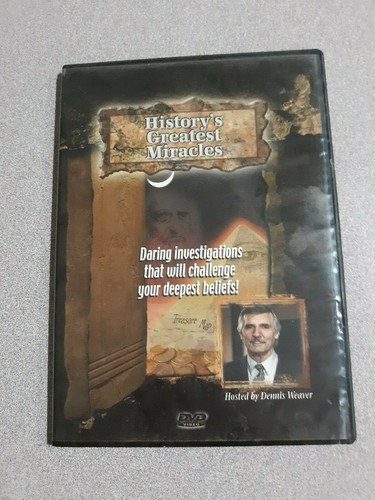 History's
Greatest
Miracles
Daring investigations
that will challenge
your deepest beliefs!
Treasure Map
Hosted by Dennis Weaver
DVD
VIDEO